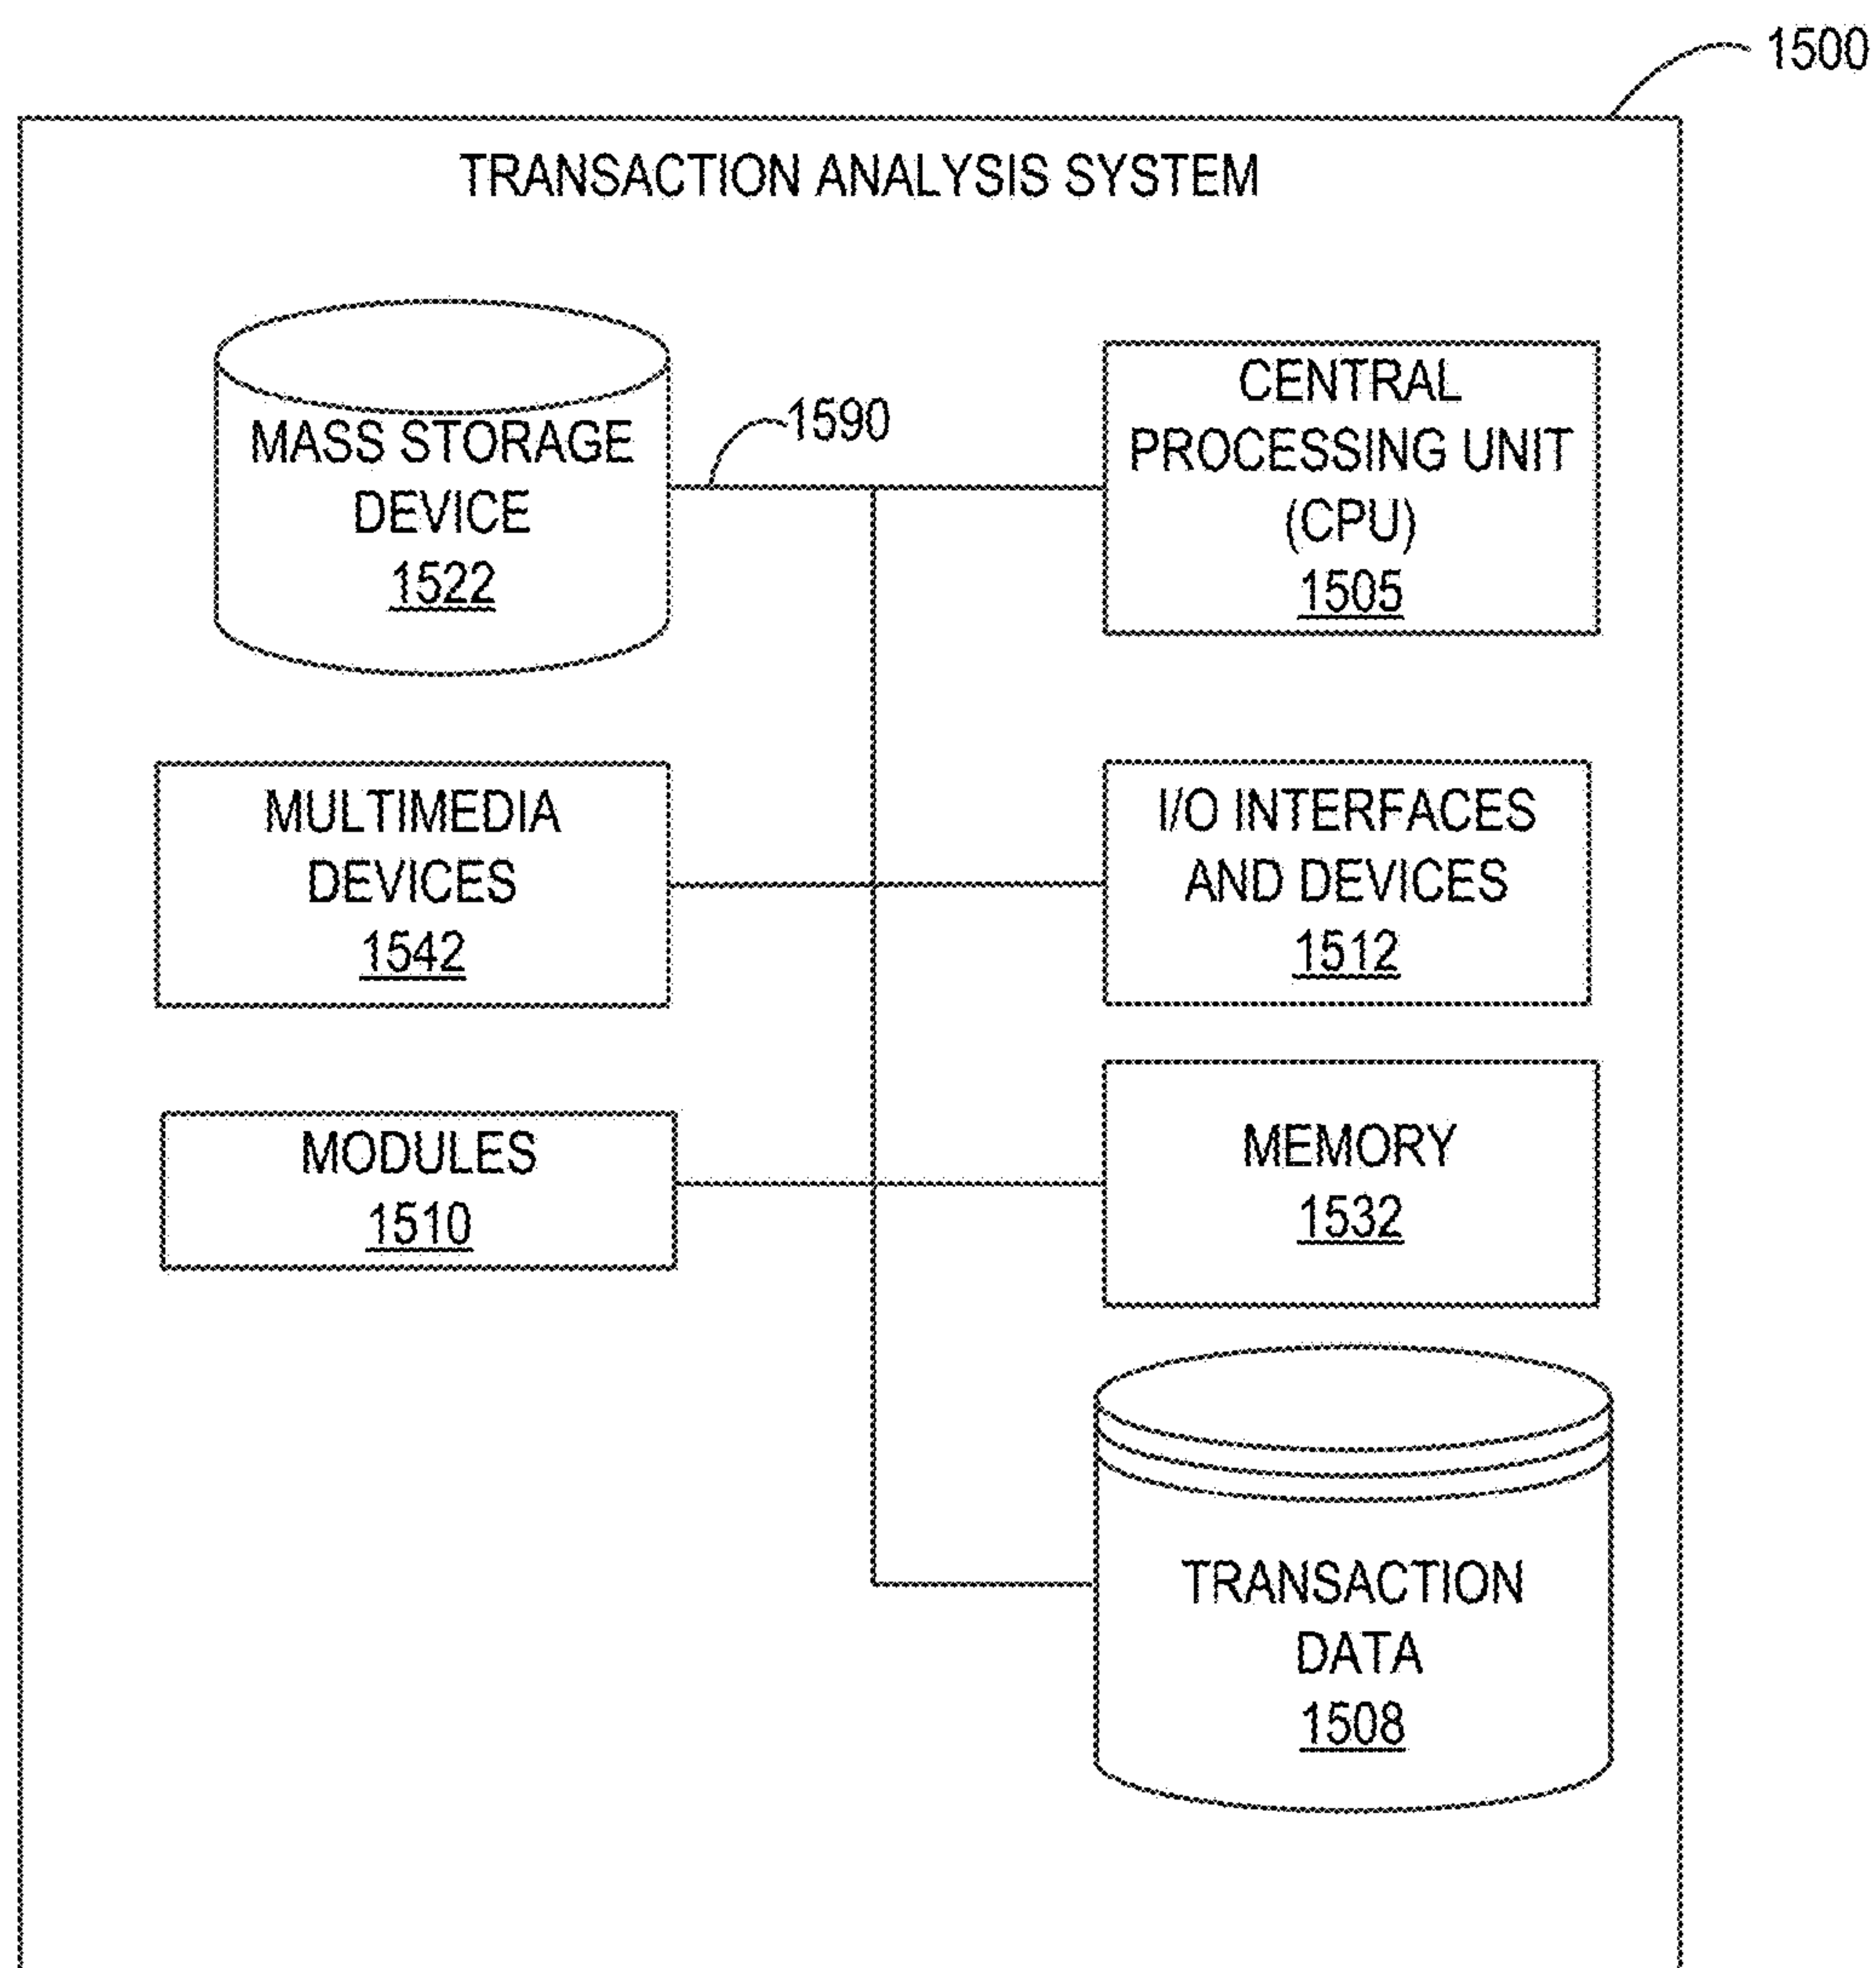 1500
TRANSACTION ANALYSIS SYSTEM
MASS STORAGE
DEVICE
1522
1590
CENTRAL
PROCESSING UNIT
(CPU)
1505
MULTIMEDIA
DEVICES
1542
I/O INTERFACES
AND DEVICES
1512
MODULES
1510
MEMORY
1532
TRANSACTION
DATA
1508